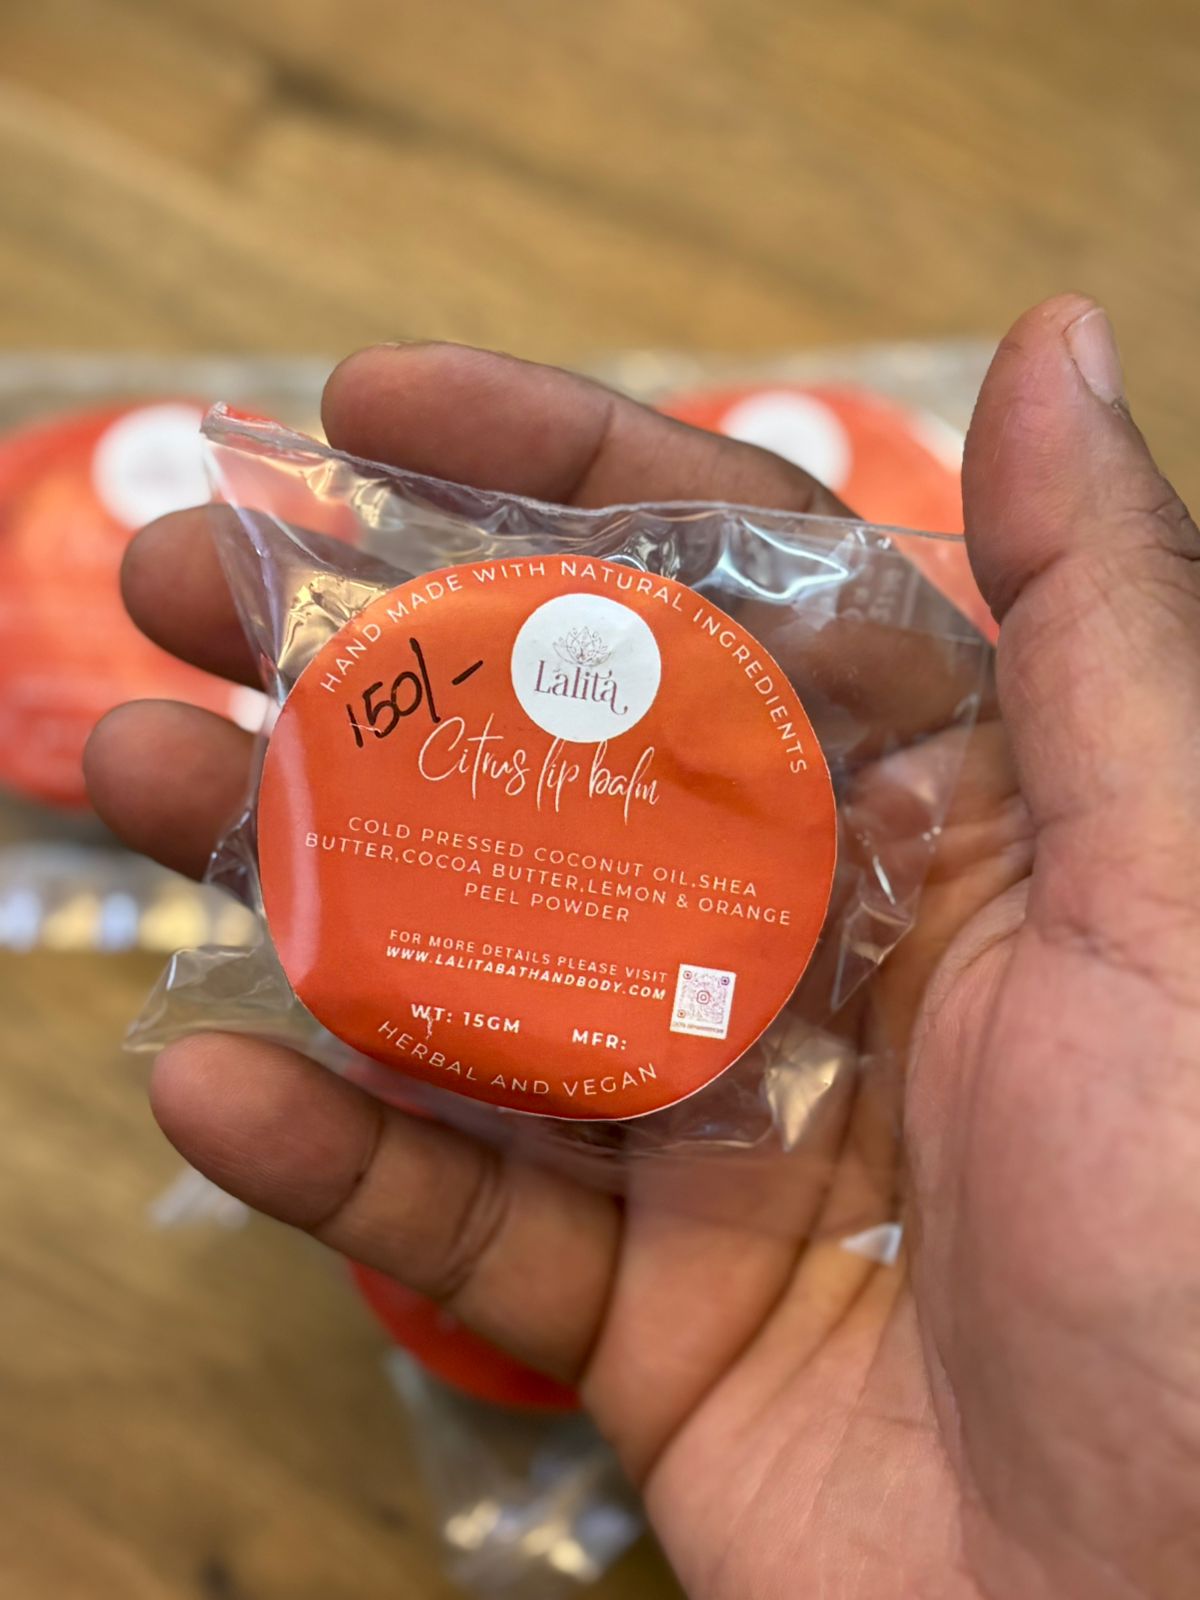 HAND MADE WITH NATURAL INGREDIENTS
Lalita
150/-
Citrus lip balm
COLD PRESSED COCONUT OIL,SHEA
BUTTER,COCOA BUTTER,LEMON & ORANGE
PEEL POWDER
FOR MORE DETAILS PLEASE VISIT
WWW.LALITABATHANDBODY.COM
WT: 15GM MFR:
HERBAL AND VEGAN